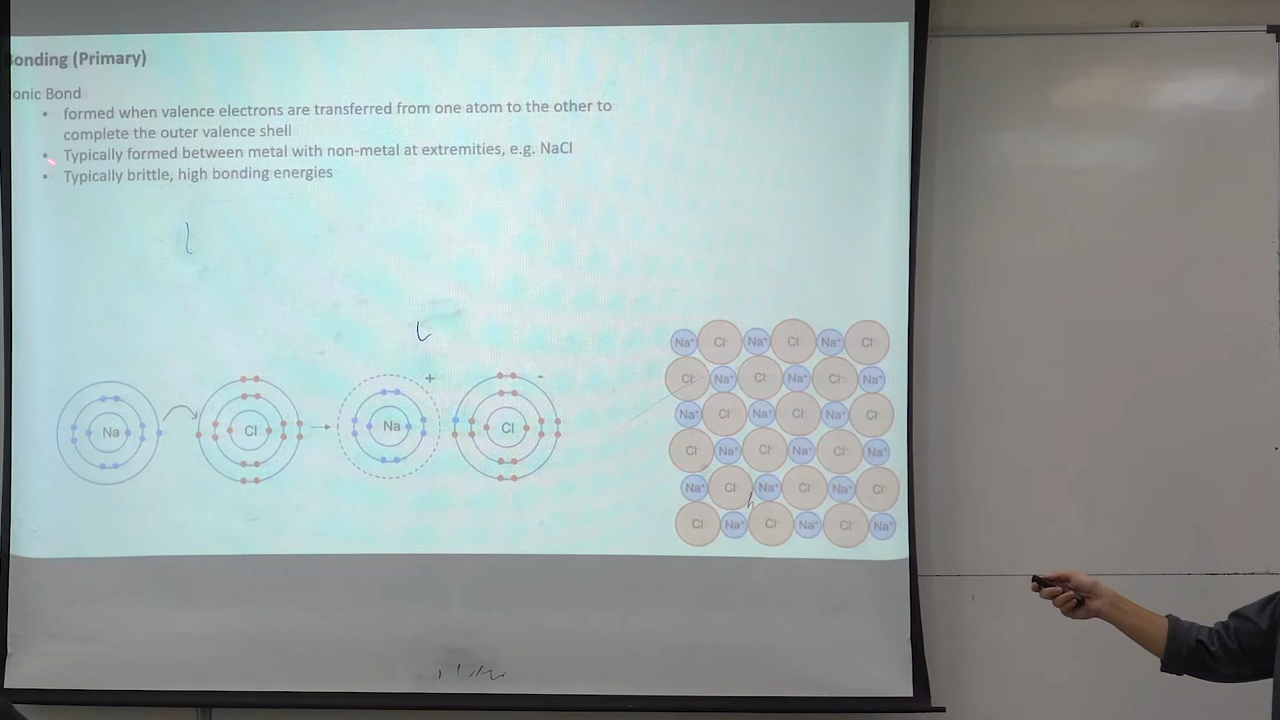 onding (Primary)
onic Bond
• formed when valence electrons are transferred from one atom to the other to
complete the outer valence shell
• Typically formed between metal with non-metal at extremities, e.g. NaCl
• Typically brittle, high bonding energies
Na Cl Na + Cl -
Na⁺ Cl⁻ Na⁺ Cl⁻ Na⁺ Cl⁻
Cl⁻ Na⁺ Cl⁻ Na⁺ Cl⁻ Na⁺
Na⁺ Cl⁻ Na⁺ Cl⁻ Na⁺ Cl⁻
Cl⁻ Na⁺ Cl⁻ Na⁺ Cl⁻ Na⁺
Na⁺ Cl⁻ Na⁺ Cl⁻ Na⁺ Cl⁻
Cl⁻ Na⁺ Cl⁻ Na⁺ Cl⁻ Na⁺